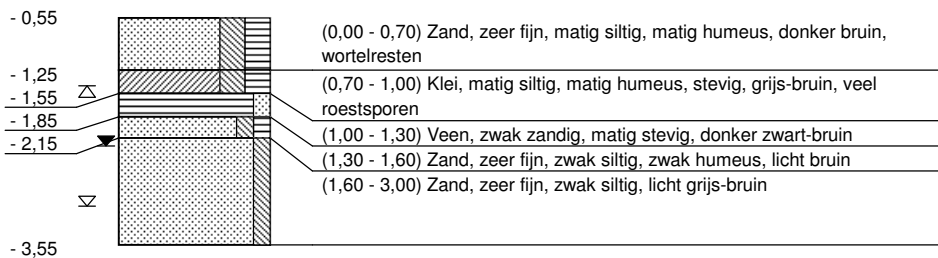 - 0,55
(0,00 - 0,70) Zand, zeer fijn, matig siltig, matig humeus, donker bruin,
wortelresten
- 1,25
(0,70 - 1,00) Klei, matig siltig, matig humeus, stevig, grijs-bruin, veel
roestsporen
- 1,55
- 1,85
(1,00 - 1,30) Veen, zwak zandig, matig stevig, donker zwart-bruin
- 2,15
(1,30 - 1,60) Zand, zeer fijn, zwak siltig, zwak humeus, licht bruin
(1,60 - 3,00) Zand, zeer fijn, zwak siltig, licht grijs-bruin
- 3,55